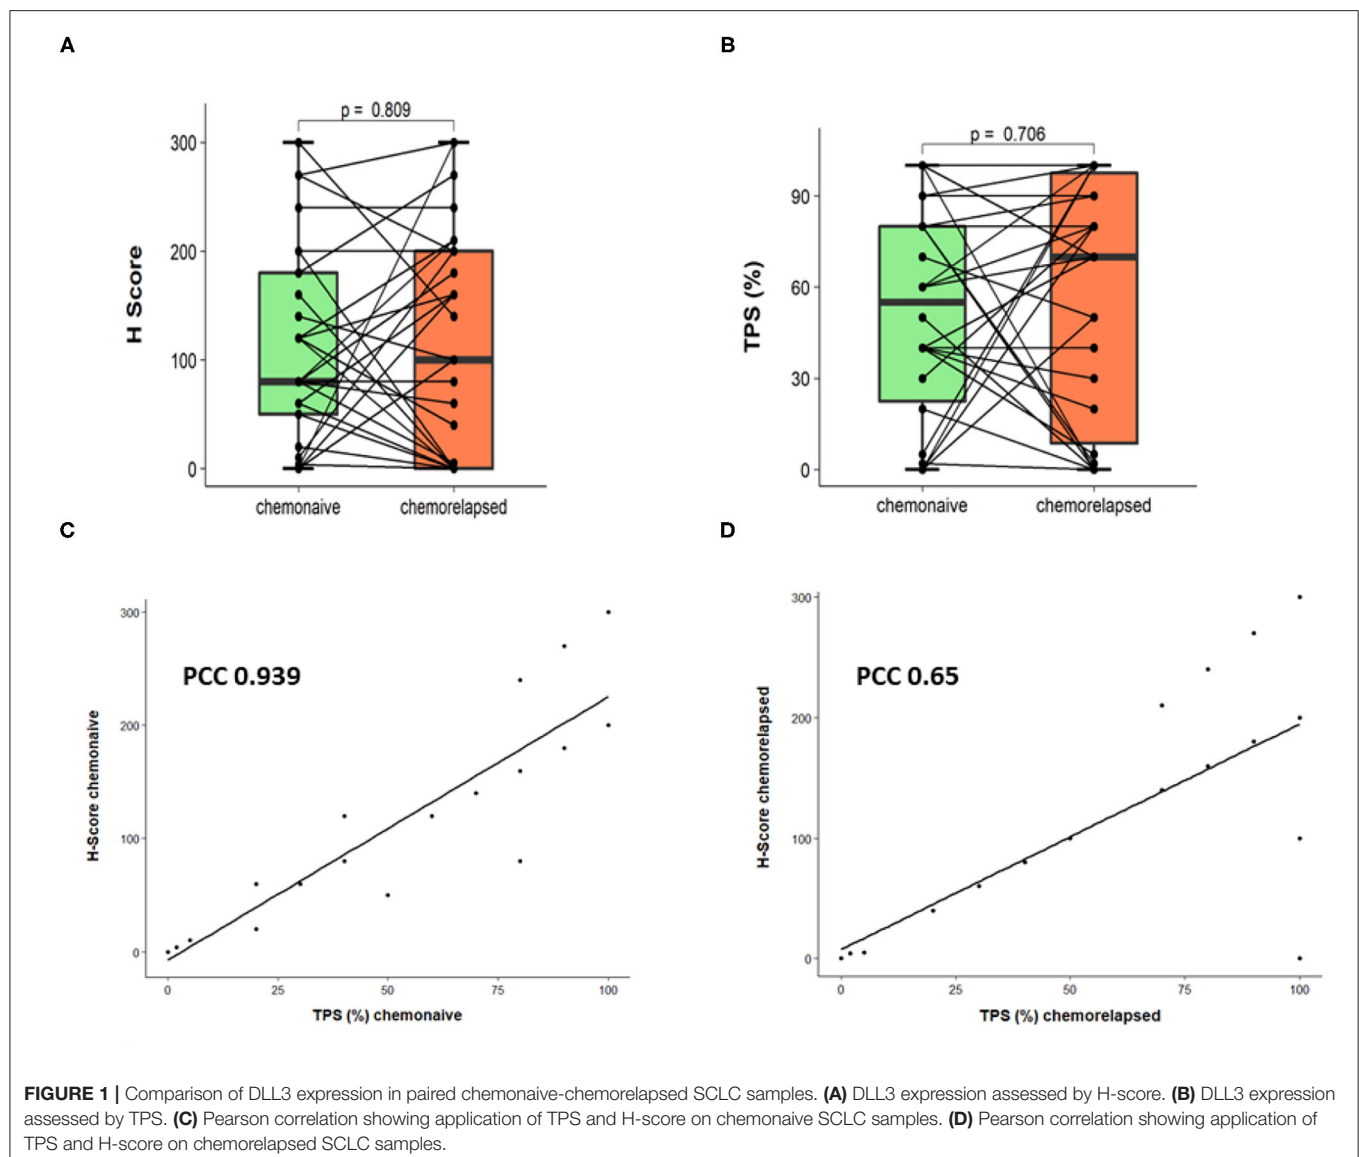 A
B
p = 0.809
p = 0.706
H Score
300
200
100
0
chemonaive
chemorelapsed
TPS (%)
90
60
30
0
chemonaive
chemorelapsed
C
D
PCC 0.939
H-Score chemonaive
300
200
100
0
0
25
50
75
100
TPS (%) chemonaive
PCC 0.65
H-Score chemorelapsed
300
200
100
0
0
25
50
75
100
TPS (%) chemorelapsed
FIGURE 1 | Comparison of DLL3 expression in paired chemonaive-chemorelapsed SCLC samples. (A) DLL3 expression assessed by H-score. (B) DLL3 expression
assessed by TPS. (C) Pearson correlation showing application of TPS and H-score on chemonaive SCLC samples. (D) Pearson correlation showing application of
TPS and H-score on chemorelapsed SCLC samples.